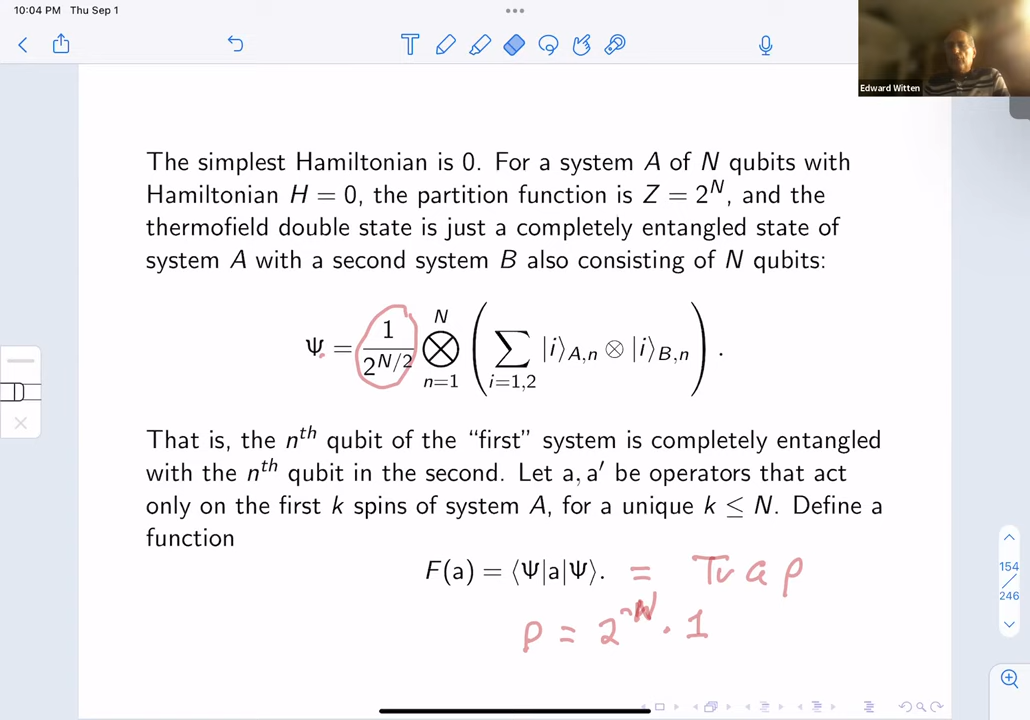 10:04 PM Thu Sep 1
Edward Witten
The simplest Hamiltonian is 0. For a system A of N qubits with
Hamiltonian H = 0, the partition function is Z = 2^N, and the
thermofield double state is just a completely entangled state of
system A with a second system B also consisting of N qubits:
Ψ = 1/2^{N/2} ⨂_{n=1}^{N} ( ∑_{i=1,2} |i⟩_{A,n} ⊗ |i⟩_{B,n} ) .
That is, the n^{th} qubit of the “first” system is completely entangled
with the n^{th} qubit in the second. Let a, a′ be operators that act
only on the first k spins of system A, for a unique k ≤ N. Define a
function
F(a) = ⟨Ψ|a|Ψ⟩. = Tr a ρ
ρ = 2^{-N} · 1
154
/
246